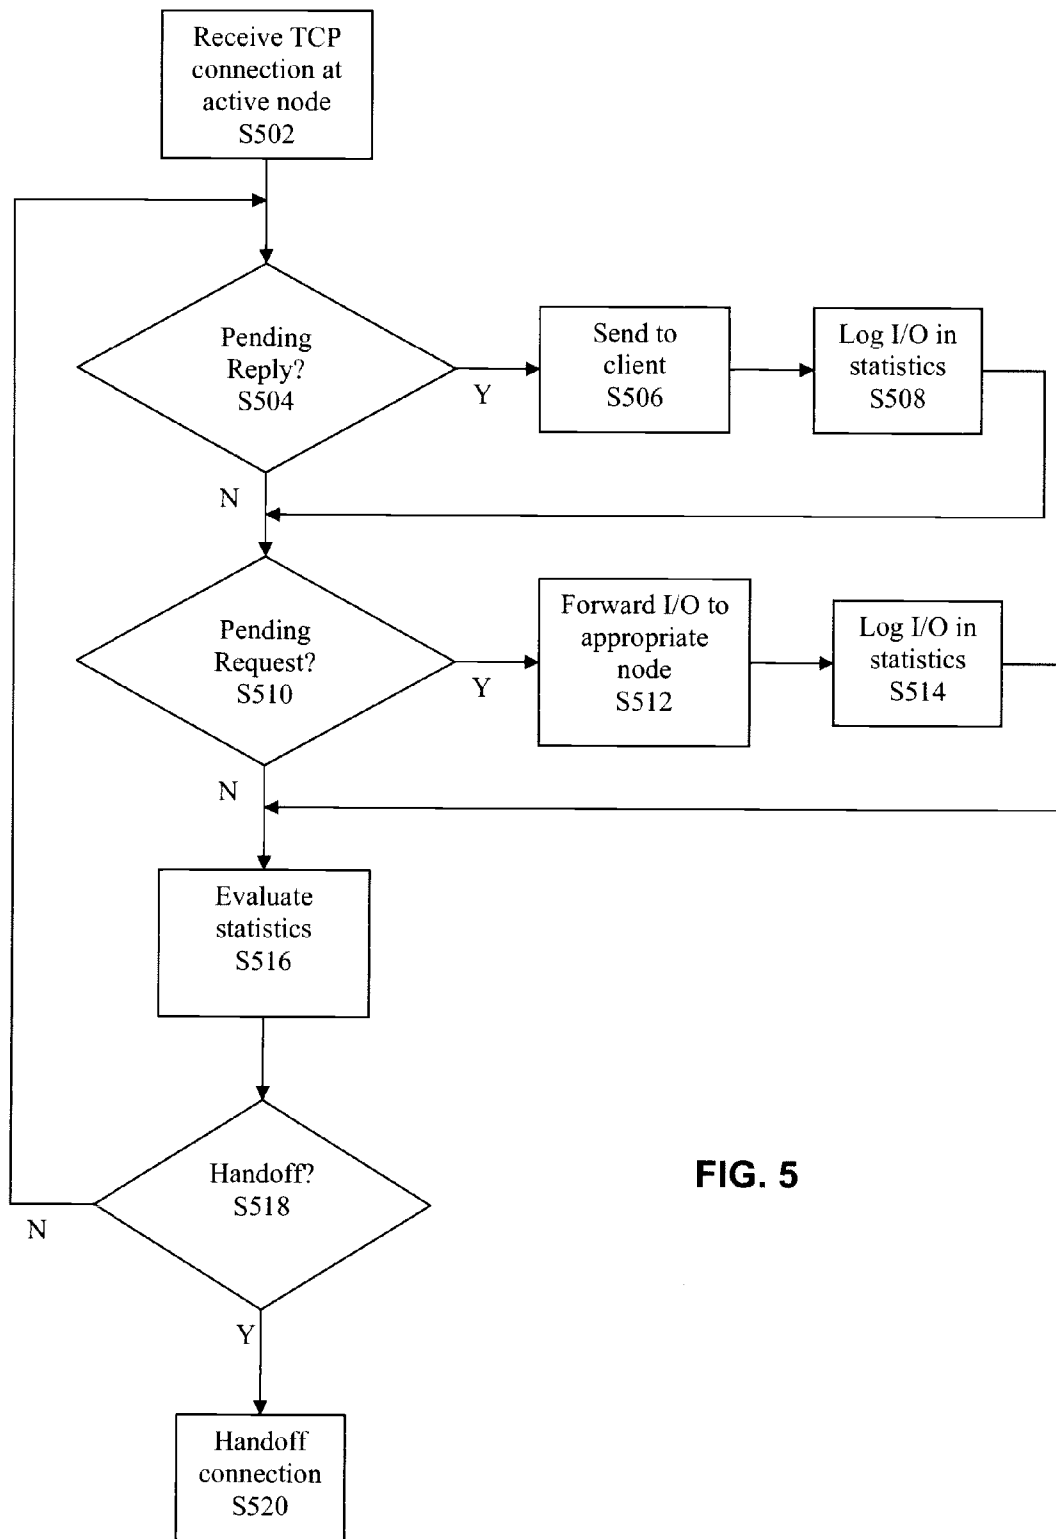 Receive TCP
connection at
active node
S502
Pending
Reply?
S504
Y
Send to
client
S506
Log I/O in
statistics
S508
N
Pending
Request?
S510
Y
Forward I/O to
appropriate
node
S512
Log I/O in
statistics
S514
N
Evaluate
statistics
S516
Handoff?
S518
N
FIG. 5
Y
Handoff
connection
S520